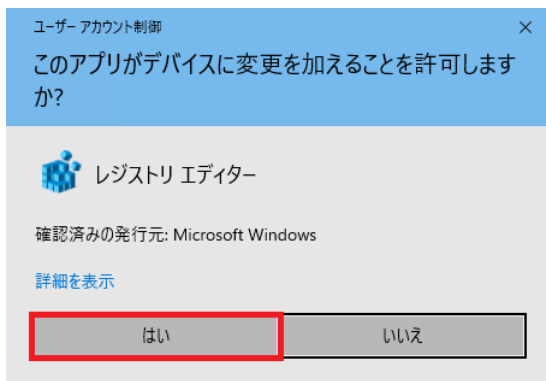 ユーザー アカウント制御
このアプリがデバイスに変更を加えることを許可します
か?
レジストリ エディター
確認済みの発行元: Microsoft Windows
詳細を表示
はい
いいえ